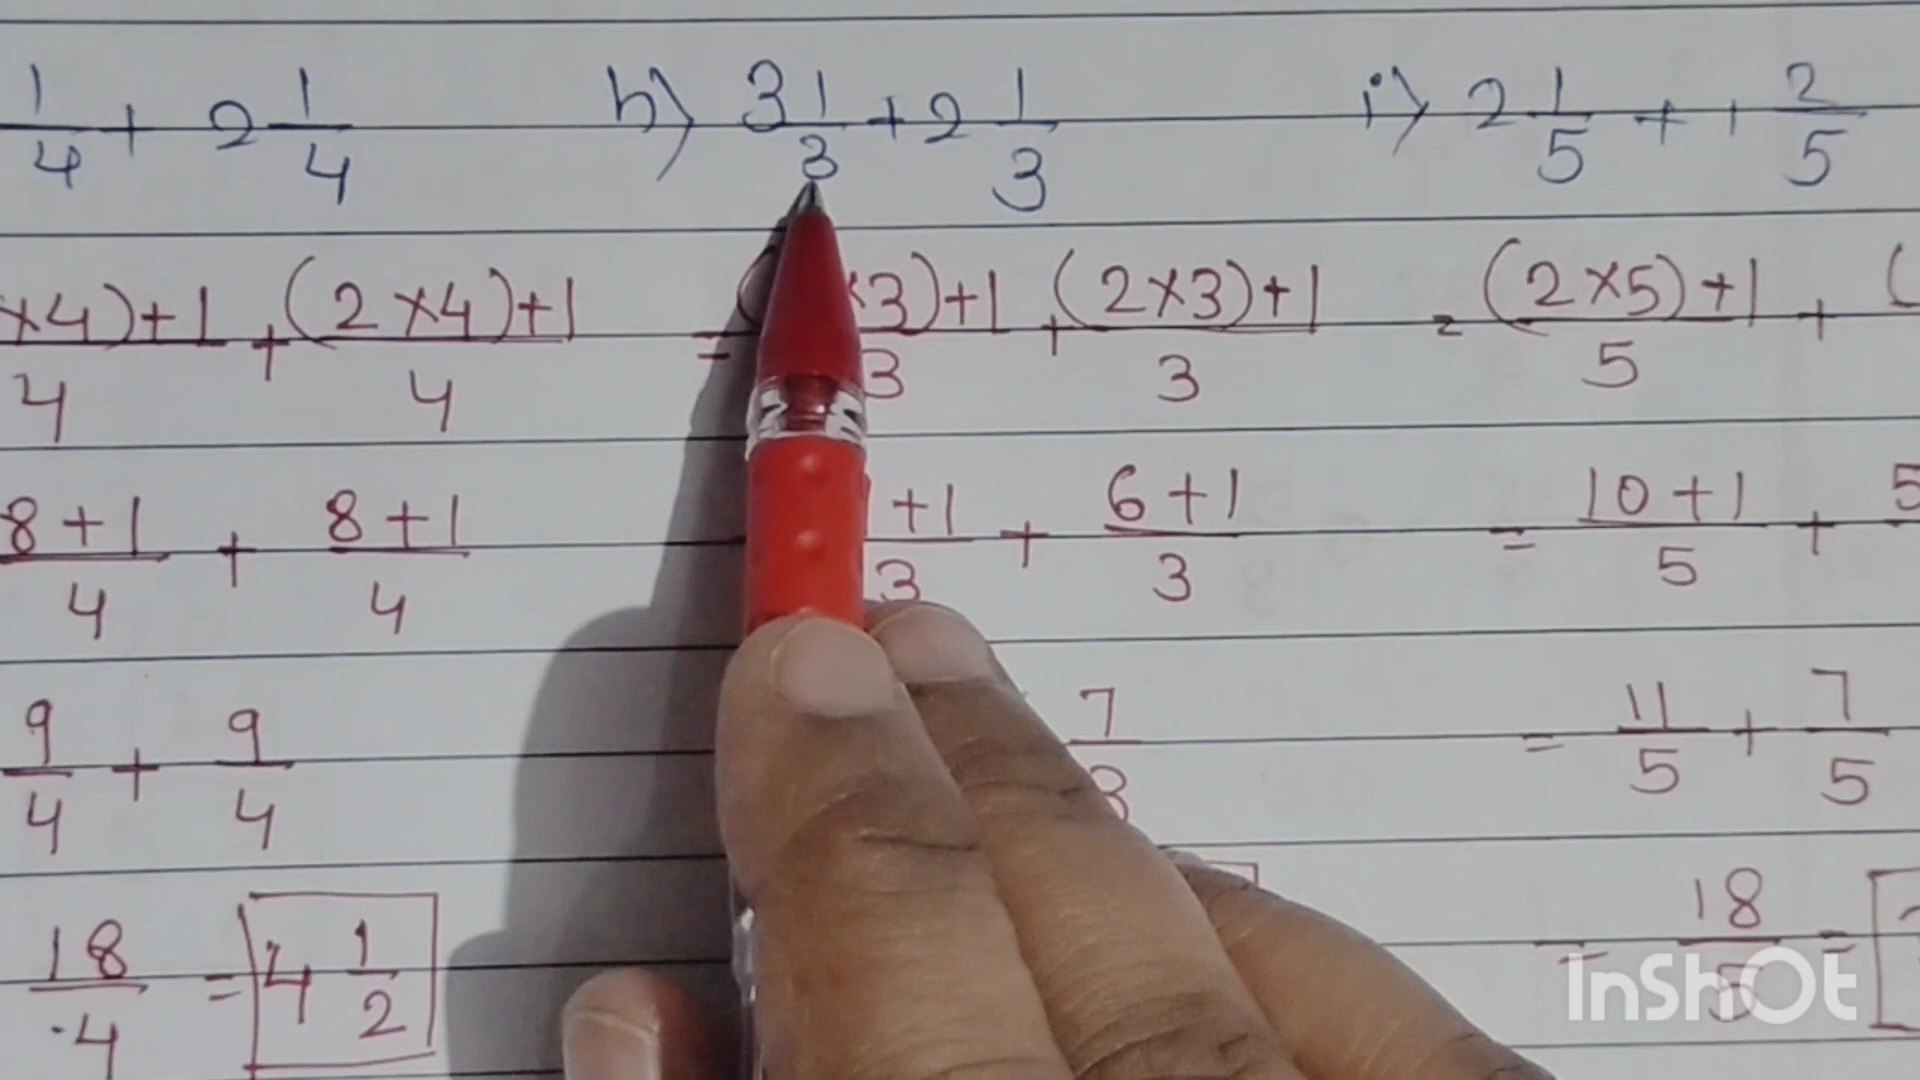 1/4 + 2 1/4    h) 3 1/3 + 2 1/3    i) 2 1/5 + 1 2/5
×4)+1/4 + (2×4)+1/4    = ×3)+1/3 + (2×3)+1/3    = (2×5)+1/5 + (
8+1/4 + 8+1/4    +1/3 + 6+1/3    = 10+1/5 + 5
9/4 + 9/4    7/3    = 11/5 + 7/5
18/4 = 4 1/2    = 18/5 =
InShOt